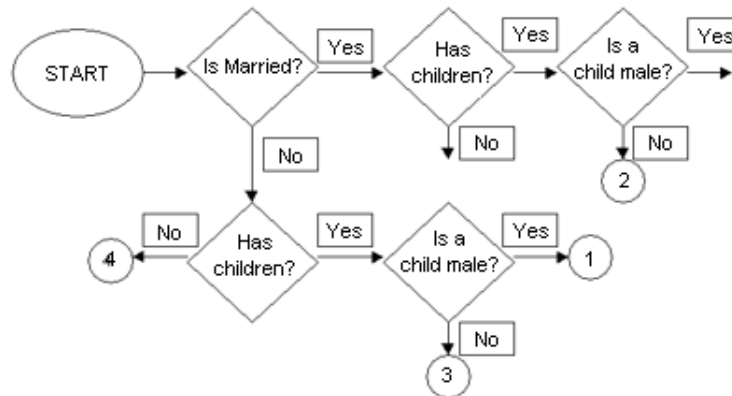 START
Is Married?
Yes
Has
children?
Yes
Is a
child male?
Yes
No
No
No
2
4
No
Has
children?
Yes
Is a
child male?
Yes
1
No
3